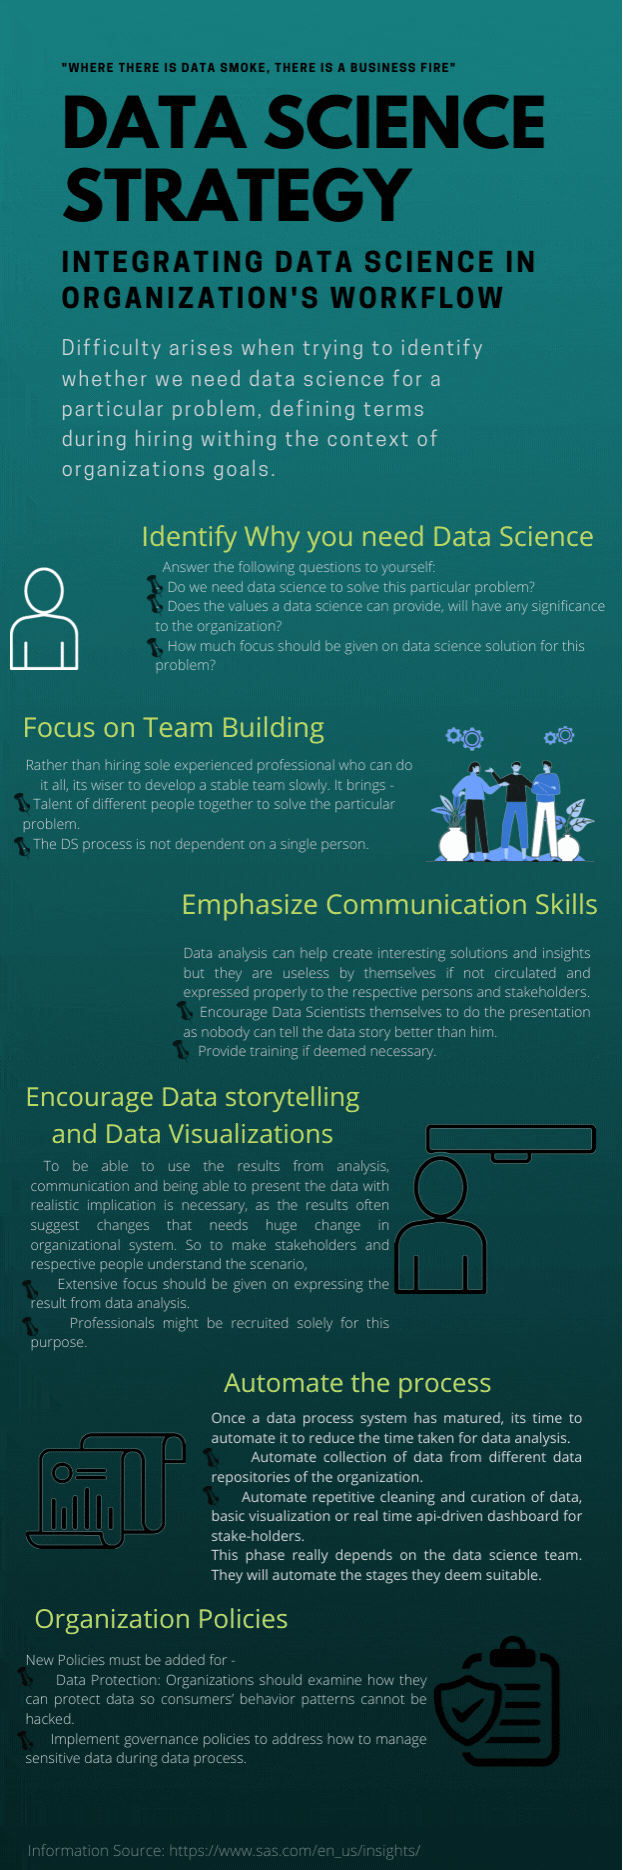 "WHERE THERE IS DATA SMOKE, THERE IS A BUSINESS FIRE"
DATA SCIENCE
STRATEGY
INTEGRATING DATA SCIENCE IN
ORGANIZATION'S WORKFLOW
Difficulty arises when trying to identify
whether we need data science for a
particular problem, defining terms
during hiring withing the context of
organizations goals.
Identify Why you need Data Science
Answer the following questions to yourself:
Do we need data science to solve this particular problem?
Does the values a data science can provide, will have any significance
to the organization?
How much focus should be given on data science solution for this
problem?
Focus on Team Building
Rather than hiring sole experienced professional who can do
it all, its wiser to develop a stable team slowly. It brings -
Talent of different people together to solve the particular
problem.
The DS process is not dependent on a single person.
Emphasize Communication Skills
Data analysis can help create interesting solutions and insights
but they are useless by themselves if not circulated and
expressed properly to the respective persons and stakeholders.
Encourage Data Scientists themselves to do the presentation
as nobody can tell the data story better than him.
Provide training if deemed necessary.
Encourage Data storytelling
and Data Visualizations
To be able to use the results from analysis,
communication and being able to present the data with
realistic implication is necessary, as the results often
suggest changes that needs huge change in
organizational system. So to make stakeholders and
respective people understand the scenario,
Extensive focus should be given on expressing the
result from data analysis.
Professionals might be recruited solely for this
purpose.
Automate the process
Once a data process system has matured, its time to
automate it to reduce the time taken for data analysis.
Automate collection of data from different data
repositories of the organization.
Automate repetitive cleaning and curation of data,
basic visualization or real time api-driven dashboard for
stake-holders.
This phase really depends on the data science team.
They will automate the stages they deem suitable.
Organization Policies
New Policies must be added for -
Data Protection: Organizations should examine how they
can protect data so consumers’ behavior patterns cannot be
hacked.
Implement governance policies to address how to manage
sensitive data during data process.
Information Source: https://www.sas.com/en_us/insights/